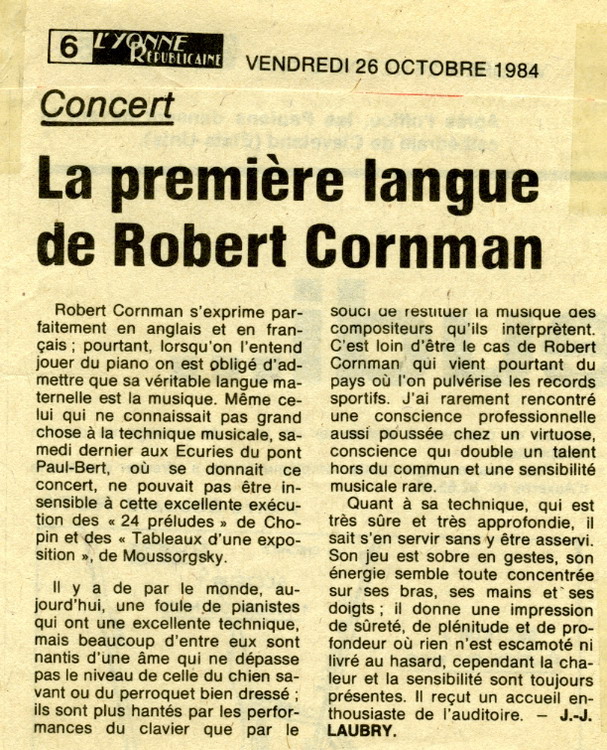 6 L'YONNE RÉPUBLICAINE VENDREDI 26 OCTOBRE 1984
Concert
La première langue
de Robert Cornman
Robert Cornman s'exprime par-
faitement en anglais et en fran-
çais ; pourtant, lorsqu'on l'entend
jouer du piano on est obligé d'ad-
mettre que sa véritable langue ma-
ternelle est la musique. Même ce-
lui qui ne connaissait pas grand
chose à la technique musicale, sa-
medi dernier aux Ecuries du pont
Paul-Bert, où se donnait ce
concert, ne pouvait pas être in-
sensible à cette excellente exécu-
tion des « 24 préludes » de Cho-
pin et des « Tableaux d'une expo-
sition », de Moussorgsky.
Il y a de par le monde, au-
jourd'hui, une foule de pianistes
qui ont une excellente technique,
mais beaucoup d'entre eux sont
nantis d'une âme qui ne dépasse
pas le niveau de celle du chien sa-
vant ou du perroquet bien dressé ;
ils sont plus hantés par les perfor-
mances du clavier que par le
souci de restituer la musique des
compositeurs qu'ils interprètent.
C'est loin d'être le cas de Robert
Cornman qui vient pourtant du
pays où l'on pulvérise les records
sportifs. J'ai rarement rencontré
une conscience professionnelle
aussi poussée chez un virtuose,
conscience qui double un talent
hors du commun et une sensibilité
musicale rare.
Quant à sa technique, qui est
très sûre et très approfondie, il
sait s'en servir sans y être asservi.
Son jeu est sobre en gestes, son
énergie semble toute concentrée
sur ses bras, ses mains et ses
doigts ; il donne une impression
de sûreté, de plénitude et de pro-
fondeur où rien n'est escamoté ni
livré au hasard, cependant la cha-
leur et la sensibilité sont toujours
présentes. Il reçut un accueil en-
thousiaste de l'auditoire. — J.-J.
LAUBRY.